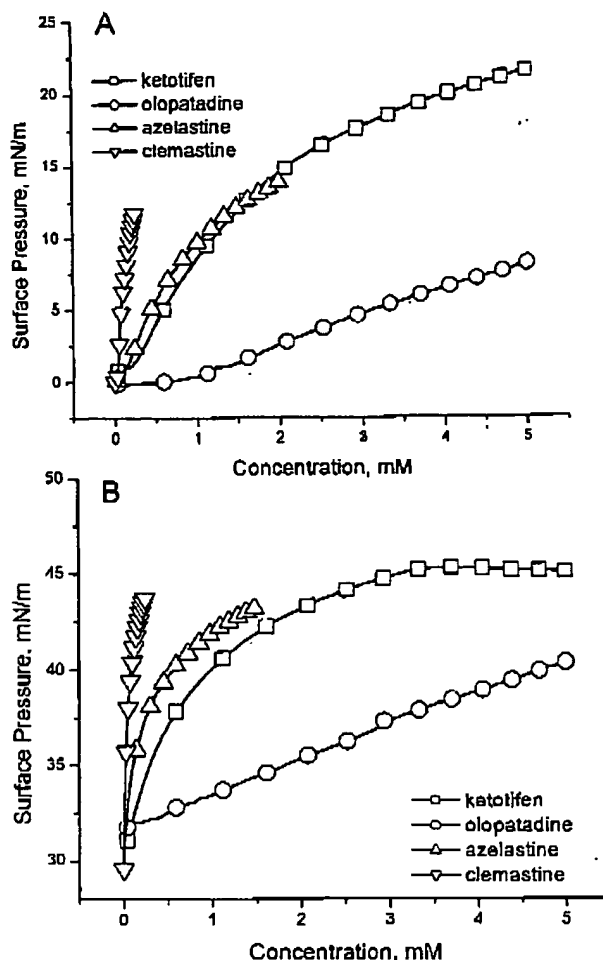 A
ketotifen
olopatadine
azelastine
clemastine
Surface Pressure, mN/m
25
20
15
10
5
0
0 1 2 3 4 5
Concentration, mM
B
Surface Pressure, mN/m
50
45
40
35
30
ketotifen
olopatadine
azelastine
clemastine
0 1 2 3 4 5
Concentration, mM